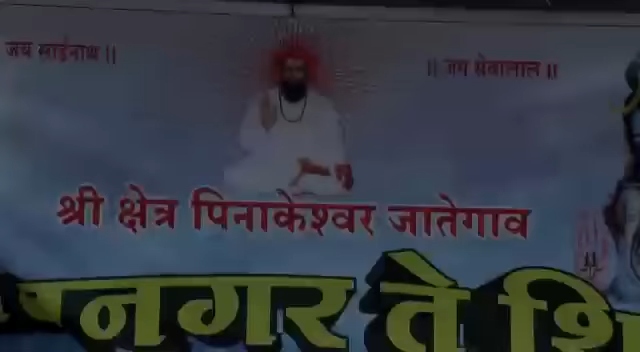 जय साईनाथ ॥
॥ जय सेवालाल ॥
श्री क्षेत्र पिनाकेश्वर जातेगाव
नगर ते शि